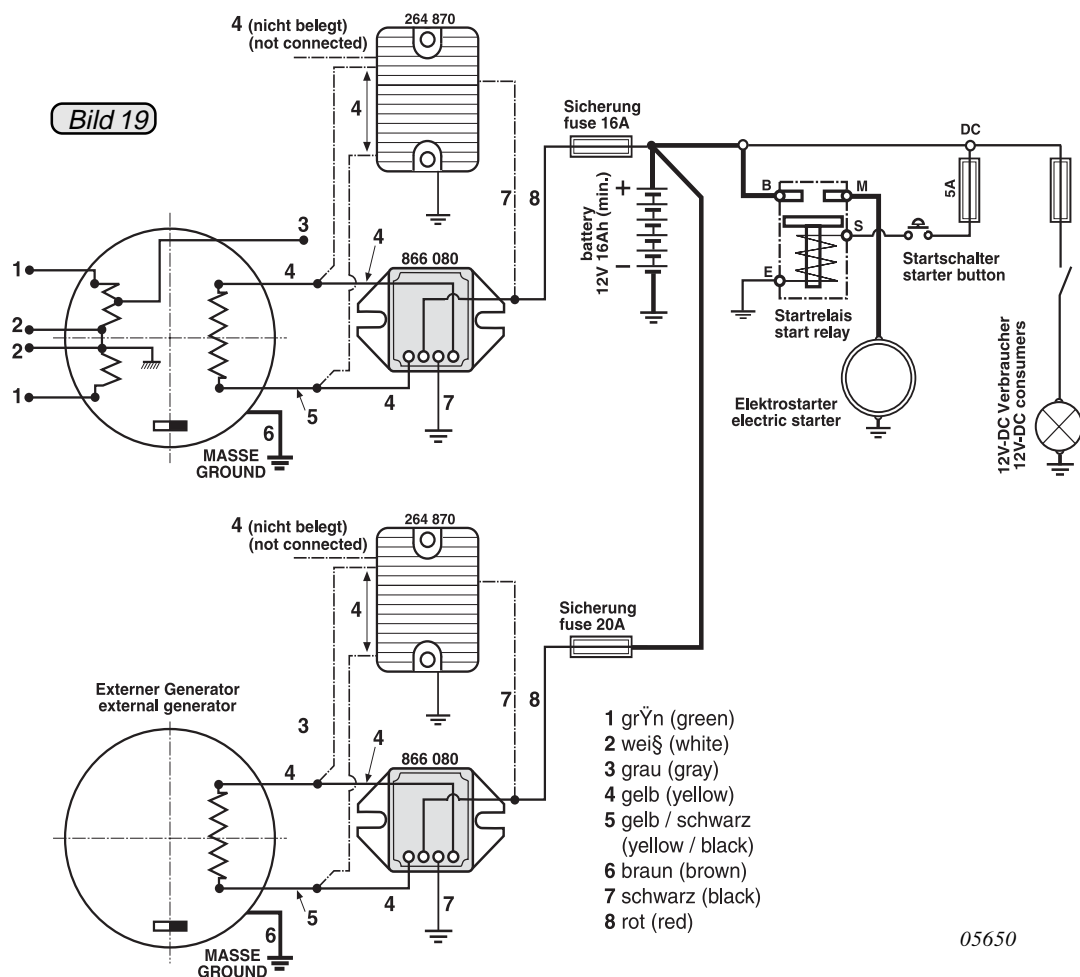 Bild 19
4 (nicht belegt)
(not connected)
264 870
4
7
8
Sicherung
fuse 16A
3
4
4
866 080
1
2
2
1
5
4
7
6
MASSE
GROUND
+
−
battery
12V 16Ah (min.)
B
M
S
E
DC
5A
Startschalter
starter button
Startrelais
start relay
Elektrostarter
electric starter
12V-DC Verbraucher
12V-DC consumers
4 (nicht belegt)
(not connected)
264 870
4
7
8
Sicherung
fuse 20A
Externer Generator
external generator
3
4
4
866 080
5
4
7
6
MASSE
GROUND
1 grŸn (green)
2 wei§ (white)
3 grau (gray)
4 gelb (yellow)
5 gelb / schwarz
(yellow / black)
6 braun (brown)
7 schwarz (black)
8 rot (red)
05650